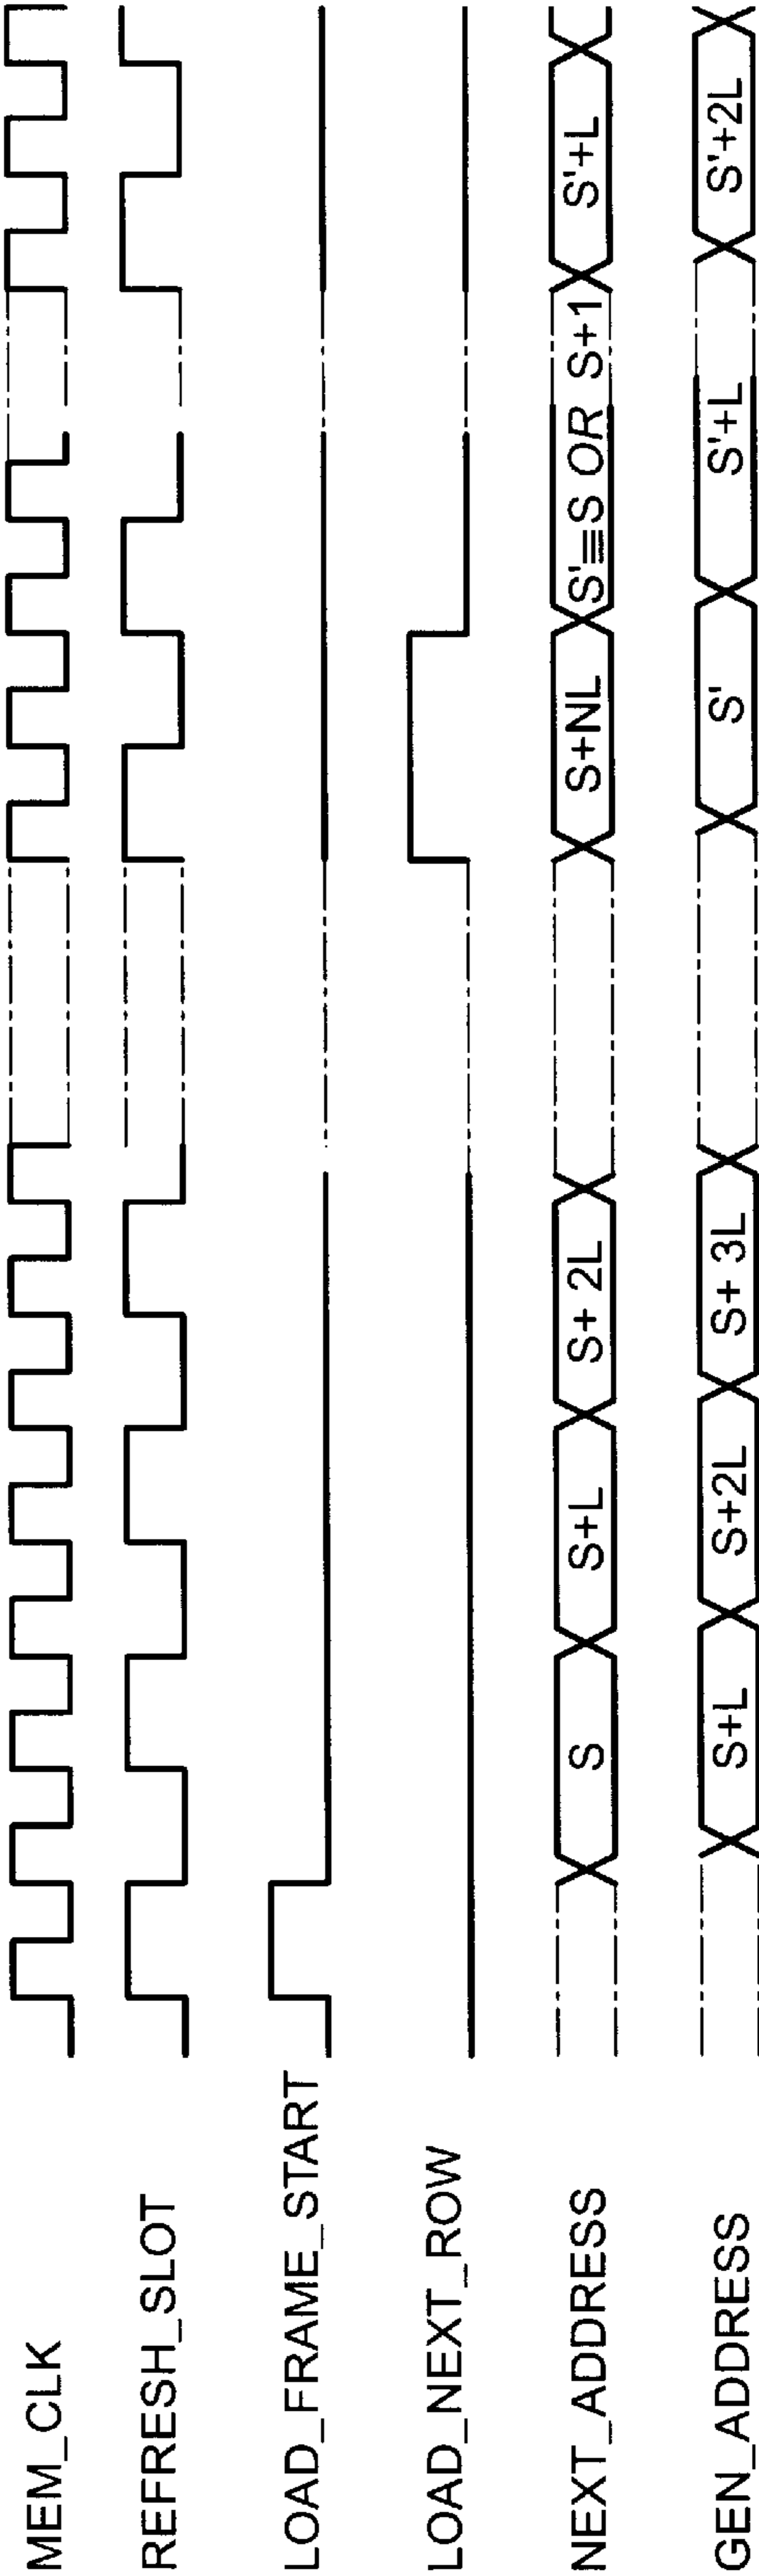 MEM_CLK
REFRESH_SLOT
LOAD_FRAME_START
LOAD_NEXT_ROW
NEXT_ADDRESS S S+L S+ 2L S+NL S'≡S OR S+1 S'+L
GEN_ADDRESS S+L S+2L S+ 3L S' S'+L S'+2L